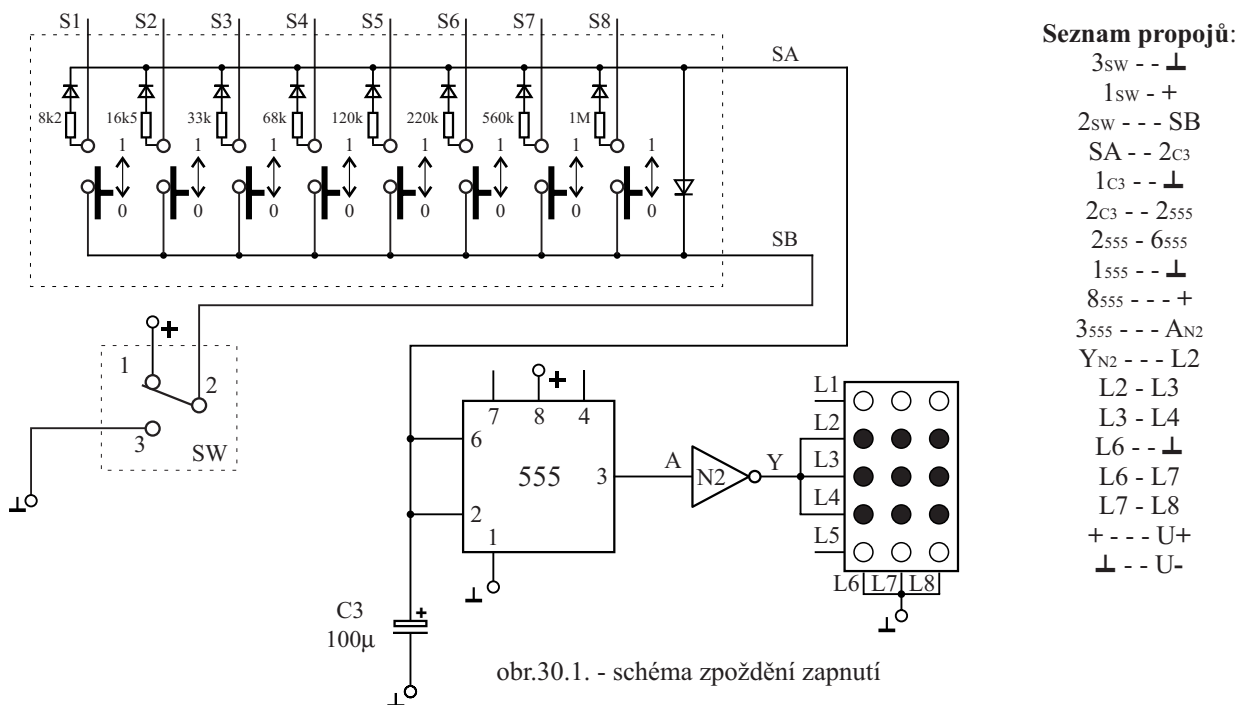 S1 S2 S3 S4 S5 S6 S7 S8
SA
8k2 16k5 33k 68k 120k 220k 560k 1M
1 1 1 1 1 1 1 1
0 0 0 0 0 0 0 0
SB
+
1
2
3
SW
⊥
+
7 8 4
6
555
3
2
1
⊥
A
N2
Y
L1
L2
L3
L4
L5
L6 L7 L8
⊥
C3
100µ
+
⊥
obr.30.1. - schéma zpoždění zapnutí
Seznam propojů:
3SW - - ⊥
1SW - +
2SW - - - SB
SA - - 2C3
1C3 - - ⊥
2C3 - - 2555
2555 - 6555
1555 - - ⊥
8555 - - - +
3555 - - - AN2
YN2 - - - L2
L2 - L3
L3 - L4
L6 - - ⊥
L6 - L7
L7 - L8
+ - - - U+
⊥ - - U-